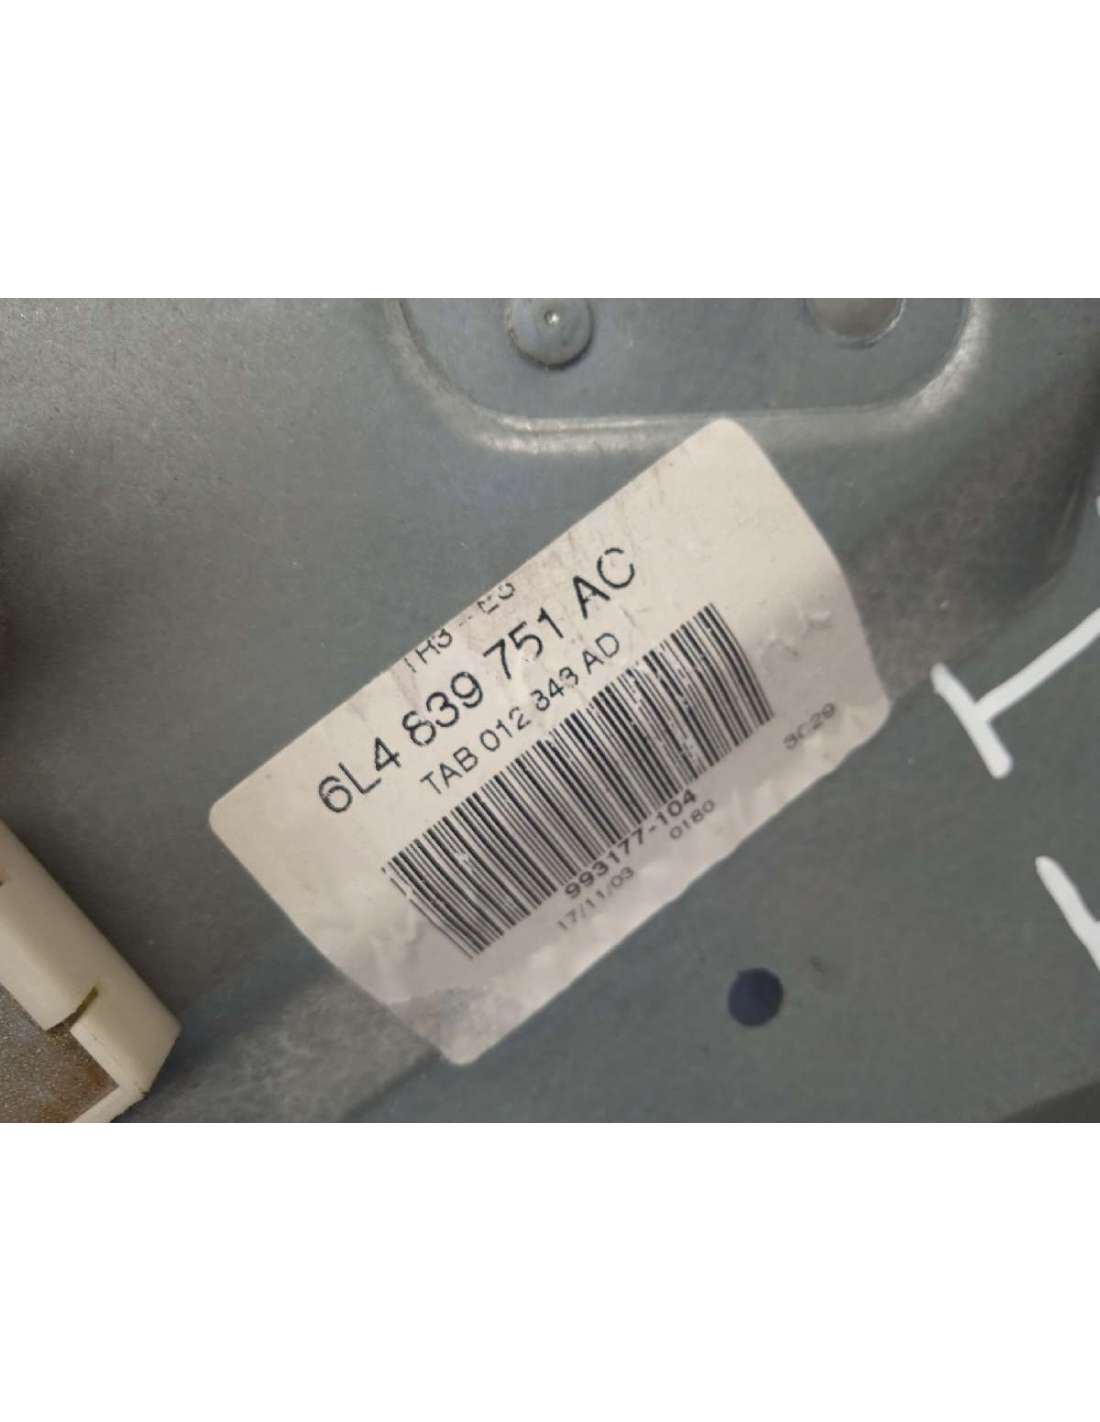 6L4 839 751 AC
TAB 012 343 AD
993177-104
17/11/03 0180
3C29